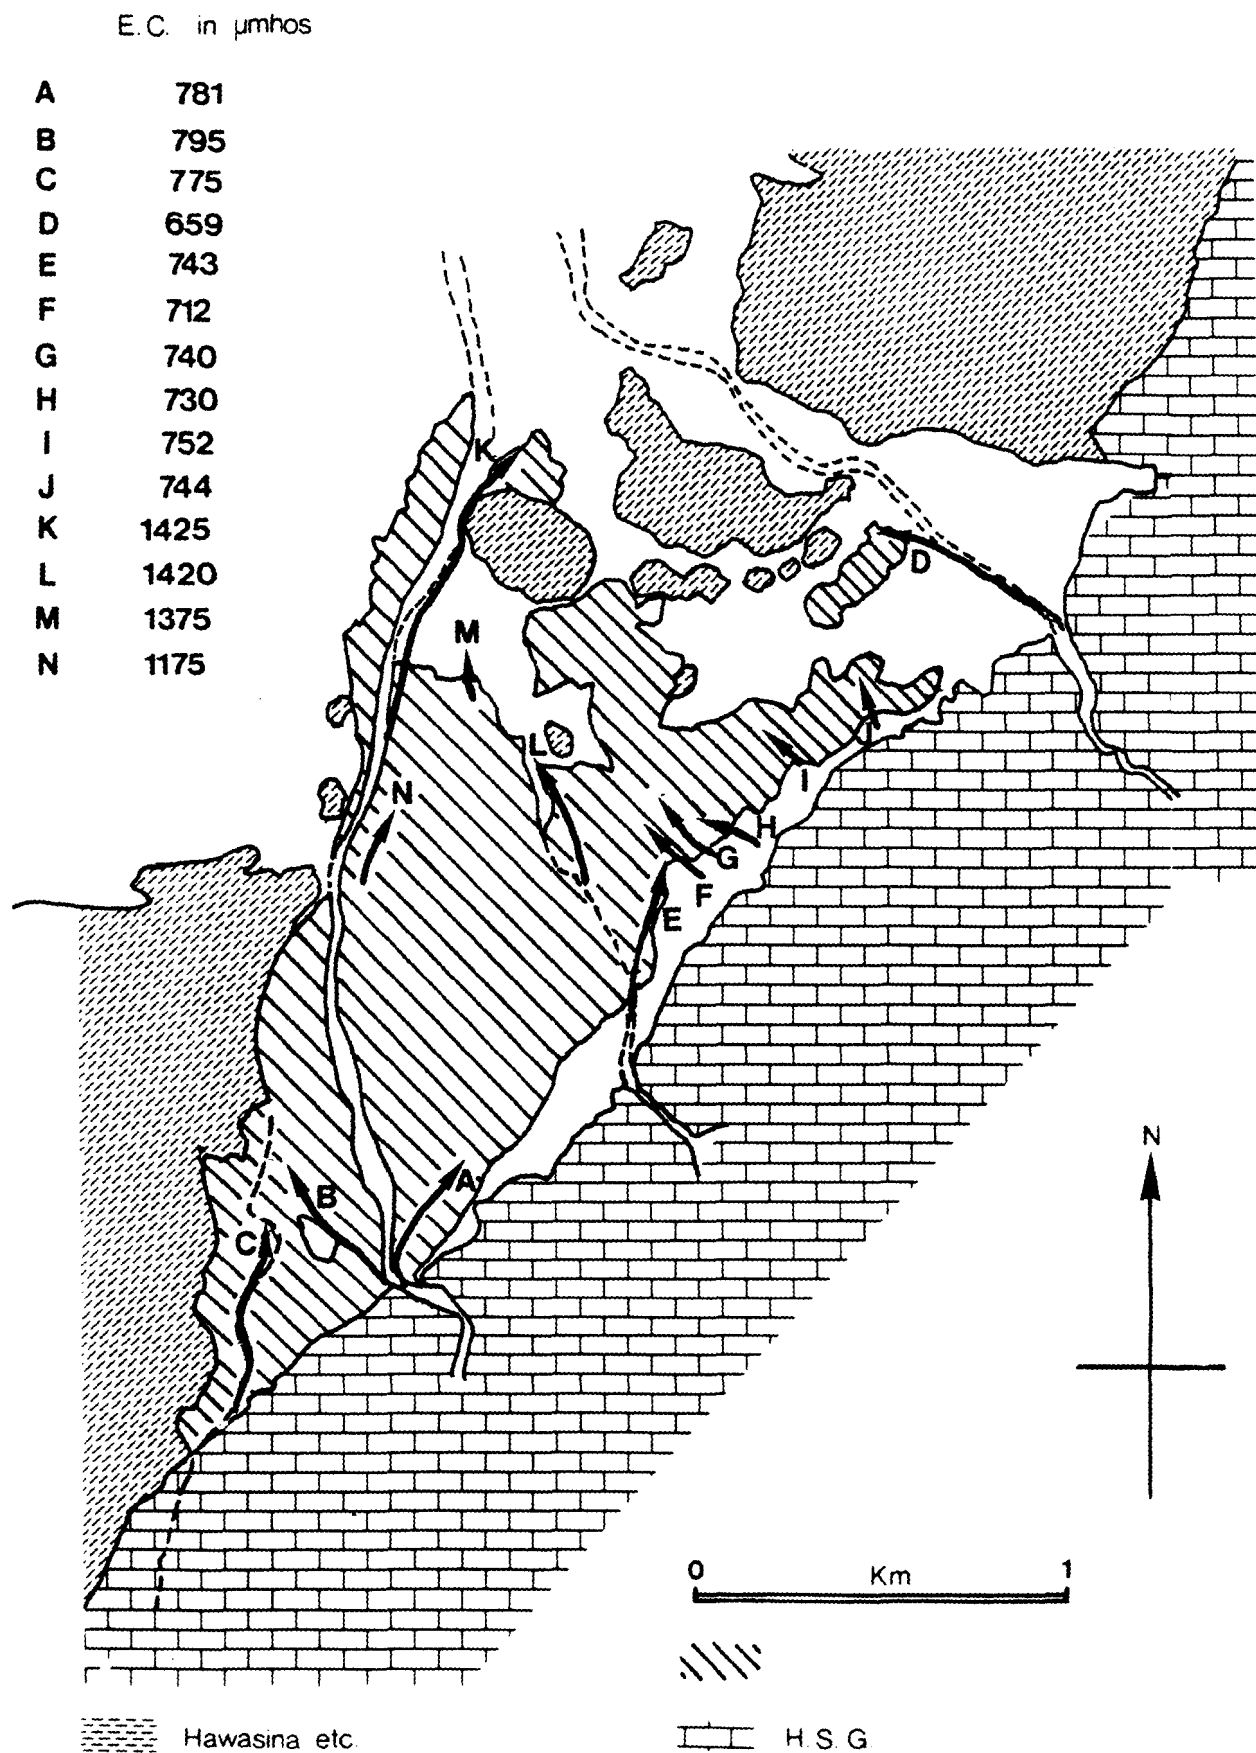 E.C. in µmhos
A 781
B 795
C 775
D 659
E 743
F 712
G 740
H 730
I 752
J 744
K 1425
L 1420
M 1375
N 1175
K
D
M
L
J
I
N
H
G
F
E
N
A
B
C
0 Km 1
Hawasina etc. H.S.G